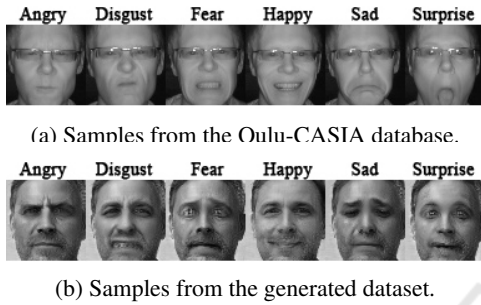 Angry Disgust Fear Happy Sad Surprise
(a) Samples from the Oulu-CASIA database.
Angry Disgust Fear Happy Sad Surprise
(b) Samples from the generated dataset.